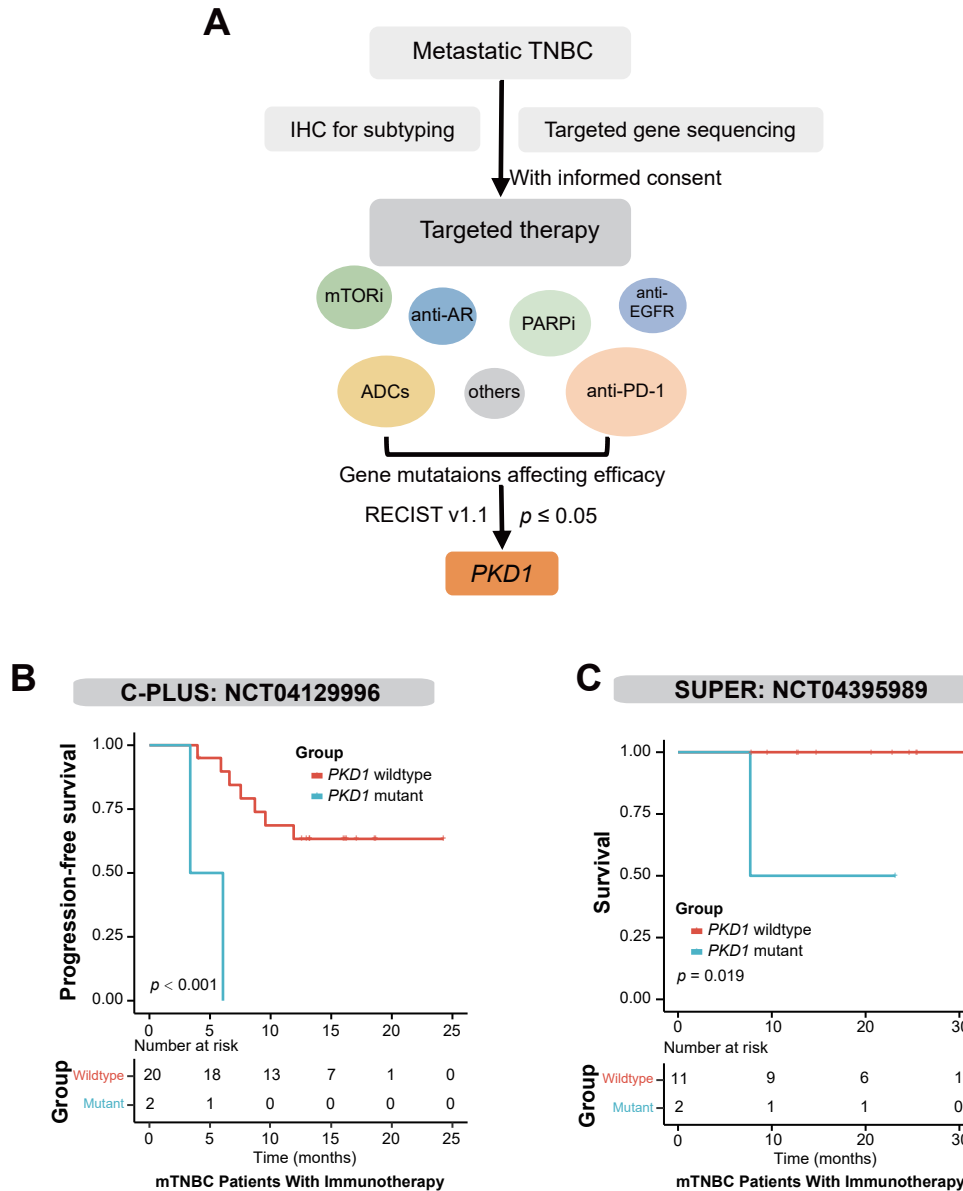 A
Metastatic TNBC
IHC for subtyping
Targeted gene sequencing
With informed consent
Targeted therapy
mTORi
anti-AR
PARPi
anti-
EGFR
ADCs
others
anti-PD-1
Gene mutataions affecting efficacy
RECIST v1.1 p ≤ 0.05
PKD1
B
C-PLUS: NCT04129996
Progression-free survival
1.00
0.75
0.50
0.25
0.00
Group
PKD1 wildtype
PKD1 mutant
p < 0.001
0 5 10 15 20 25
Number at risk
Group
Wildtype 20 18 13 7 1 0
Mutant 2 1 0 0 0 0
0 5 10 15 20 25
Time (months)
mTNBC Patients With Immunotherapy
C
SUPER: NCT04395989
Survival
1.00
0.75
0.50
0.25
0.00
Group
PKD1 wildtype
PKD1 mutant
p = 0.019
0 10 20 30
Number at risk
Group
Wildtype 11 9 6 1
Mutant 2 1 1 0
0 10 20 30
Time (months)
mTNBC Patients With Immunotherapy